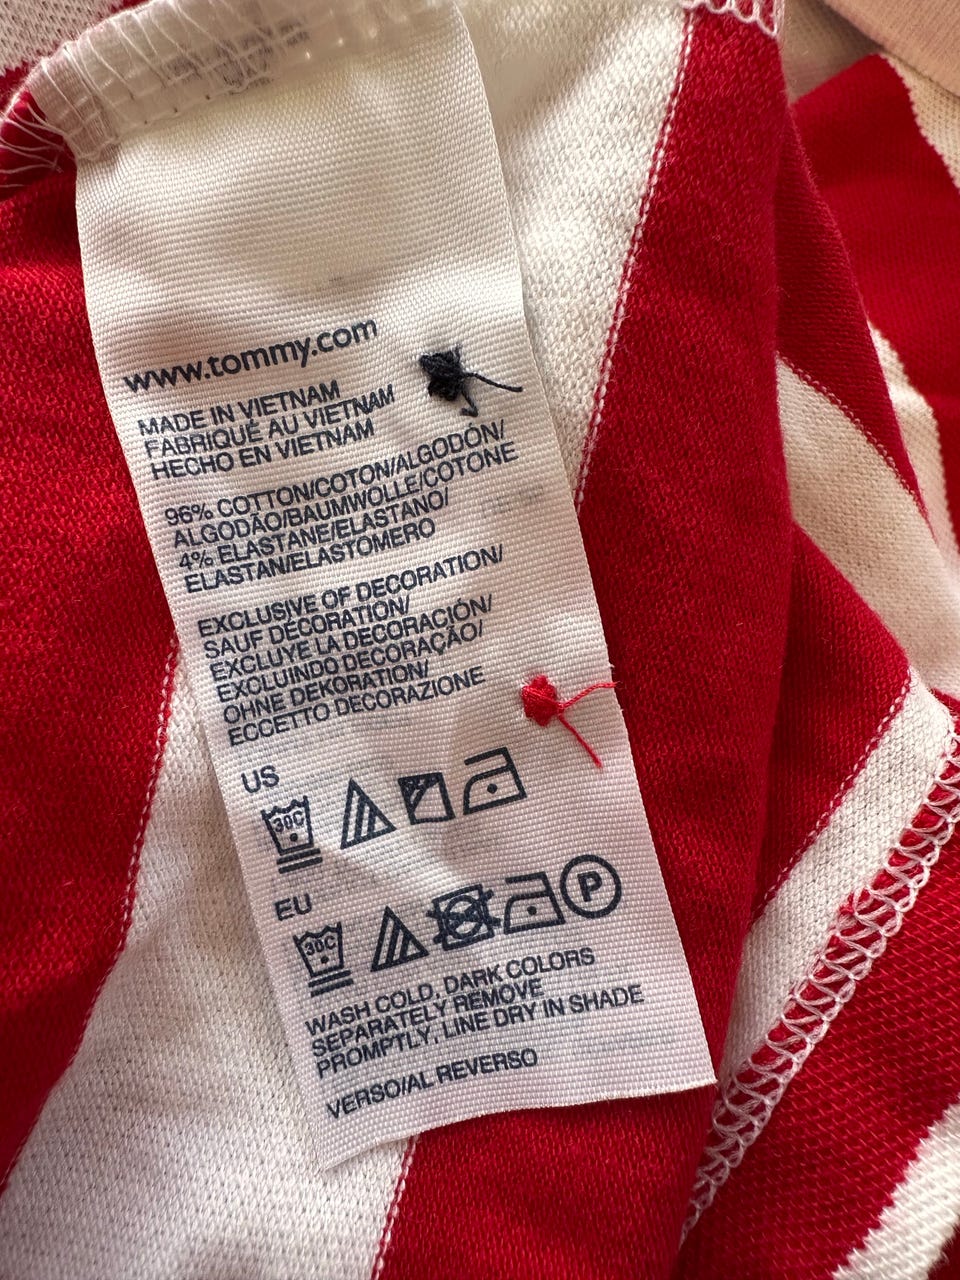 www.tommy.com
MADE IN VIETNAM
FABRIQUÉ AU VIETNAM
HECHO EN VIETNAM
96% COTTON/COTON/ALGODÓN/
ALGODÃO/BAUMWOLLE/COTONE
4% ELASTANE/ELASTANO/
ELASTAN/ELASTOMERO
EXCLUSIVE OF DECORATION/
SAUF DÉCORATION/
EXCLUYE LA DECORACIÓN/
EXCLUINDO DECORAÇÃO/
OHNE DEKORATION/
ECCETTO DECORAZIONE
US
30C
EU
30C P
WASH COLD, DARK COLORS
SEPARATELY REMOVE
PROMPTLY, LINE DRY IN SHADE
VERSO/AL REVERSO